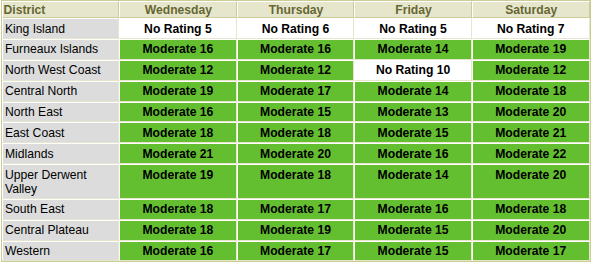 District Wednesday Thursday Friday Saturday
King Island No Rating 5 No Rating 6 No Rating 5 No Rating 7
Furneaux Islands Moderate 16 Moderate 16 Moderate 14 Moderate 19
North West Coast Moderate 12 Moderate 12 No Rating 10 Moderate 12
Central North Moderate 19 Moderate 17 Moderate 14 Moderate 18
North East Moderate 16 Moderate 15 Moderate 13 Moderate 20
East Coast Moderate 18 Moderate 18 Moderate 15 Moderate 21
Midlands Moderate 21 Moderate 20 Moderate 16 Moderate 22
Upper Derwent Moderate 19 Moderate 18 Moderate 14 Moderate 20
Valley
South East Moderate 18 Moderate 17 Moderate 16 Moderate 18
Central Plateau Moderate 18 Moderate 19 Moderate 15 Moderate 20
Western Moderate 16 Moderate 17 Moderate 15 Moderate 17